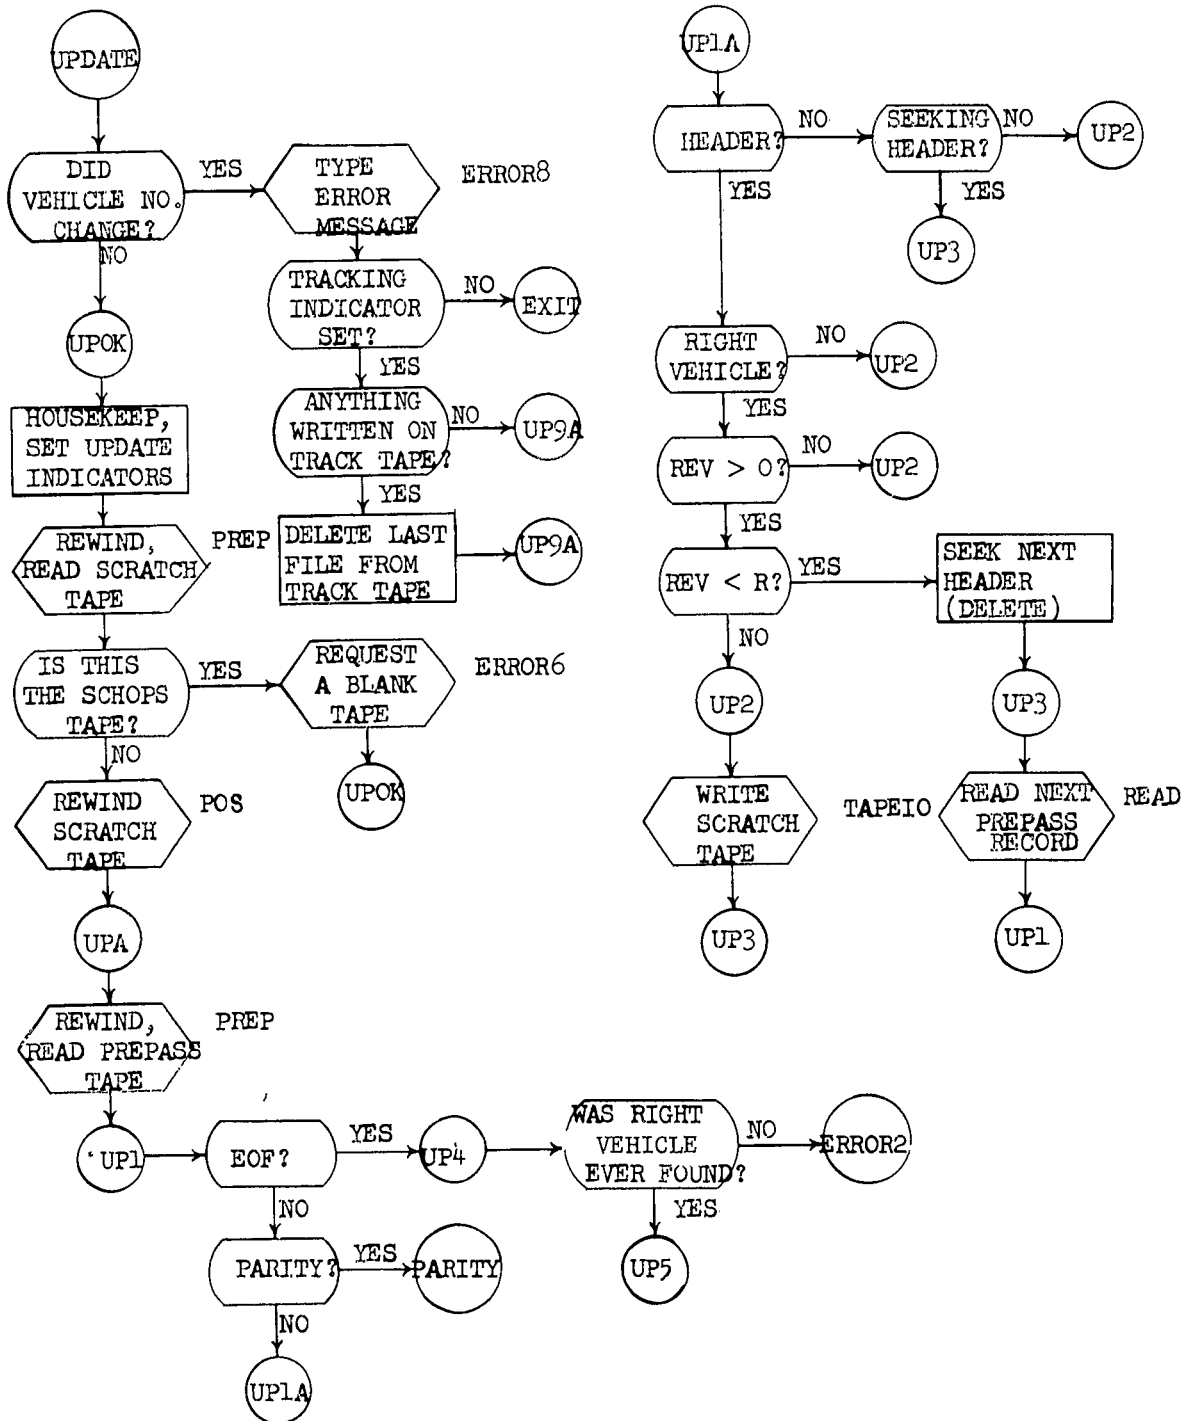 UPDATE
DID
VEHICLE NO.
CHANGE?
YES
TYPE
ERROR
MESSAGE
ERROR8
NO
TRACKING
INDICATOR
SET?
NO
EXIT
YES
UPOK
ANYTHING
WRITTEN ON
TRACK TAPE?
NO
UP9A
YES
HOUSEKEEP,
SET UPDATE
INDICATORS
DELETE LAST
FILE FROM
TRACK TAPE
UP9A
REWIND,
READ SCRATCH
TAPE
PREP
IS THIS
THE SCHOPS
TAPE?
YES
REQUEST
A BLANK
TAPE
ERROR6
UPOK
NO
REWIND
SCRATCH
TAPE
POS
UPA
REWIND,
READ PREPASS
TAPE
PREP
UP1
EOF?
YES
UP4
WAS RIGHT
VEHICLE
EVER FOUND?
NO
ERROR2
YES
UP5
NO
PARITY?
YES
PARITY
NO
UP1A
UP1A
HEADER?
NO
SEEKING
HEADER?
NO
UP2
YES
UP3
YES
RIGHT
VEHICLE?
NO
UP2
YES
REV > 0?
NO
UP2
YES
REV < R?
YES
SEEK NEXT
HEADER
(DELETE)
NO
UP2
UP3
WRITE
SCRATCH
TAPE
TAPEIO
READ NEXT
PREPASS
RECORD
READ
UP3
UP1